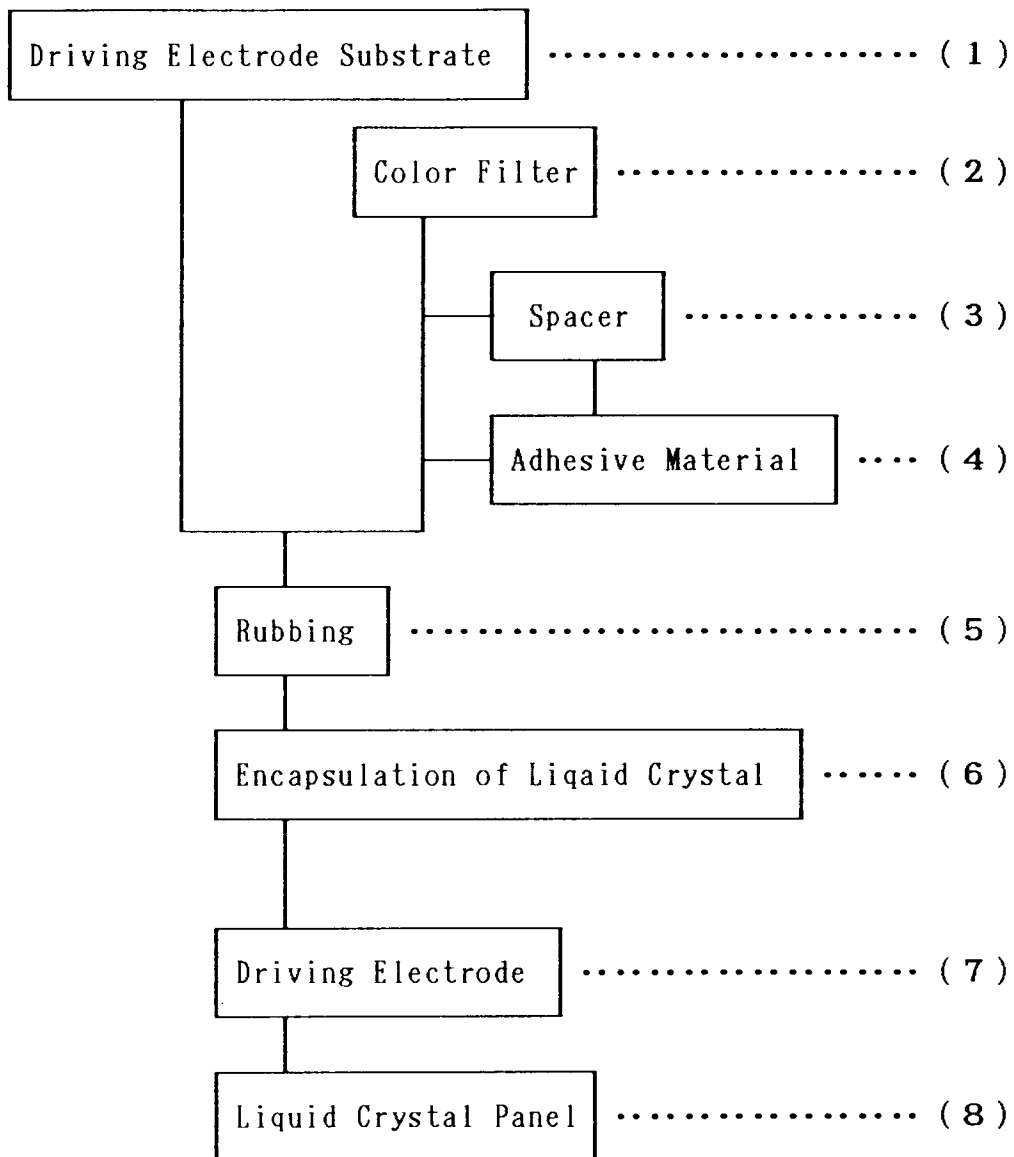 Driving Electrode Substrate ·················· (1)
Color Filter ·················· (2)
Spacer ·············· (3)
Adhesive Material ···· (4)
Rubbing ···························· (5)
Encapsulation of Liqaid Crystal ······ (6)
Driving Electrode ·················· (7)
Liquid Crystal Panel ·················· (8)